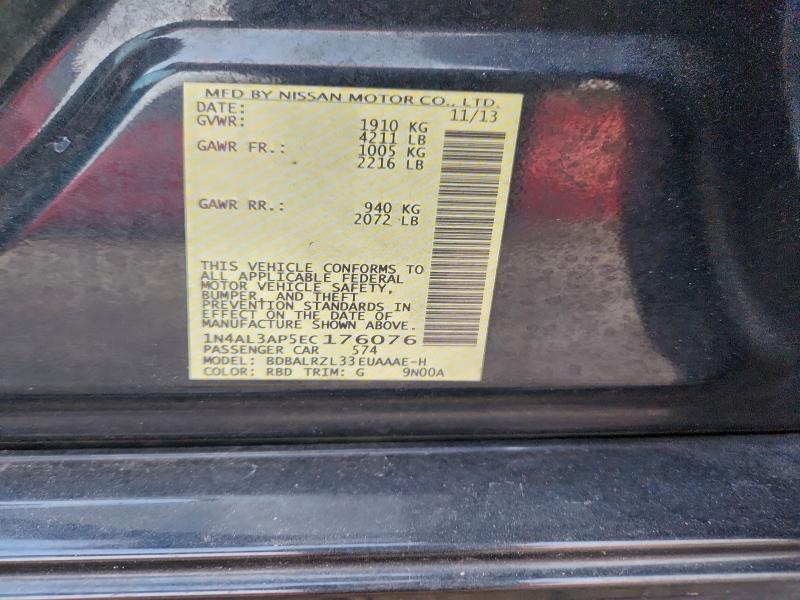 MFD BY NISSAN MOTOR CO., LTD.
DATE: 11/13
GVWR: 1910 KG
4211 LB
GAWR FR.: 1005 KG
2216 LB
GAWR RR.: 940 KG
2072 LB
THIS VEHICLE CONFORMS TO
ALL APPLICABLE FEDERAL
MOTOR VEHICLE SAFETY,
BUMPER, AND THEFT
PREVENTION STANDARDS IN
EFFECT ON THE DATE OF
MANUFACTURE SHOWN ABOVE.
1N4AL3AP5EC176076
PASSENGER CAR 574
MODEL: BDBALRZL33EUAAAE-H
COLOR: RBD TRIM: G 9N00A